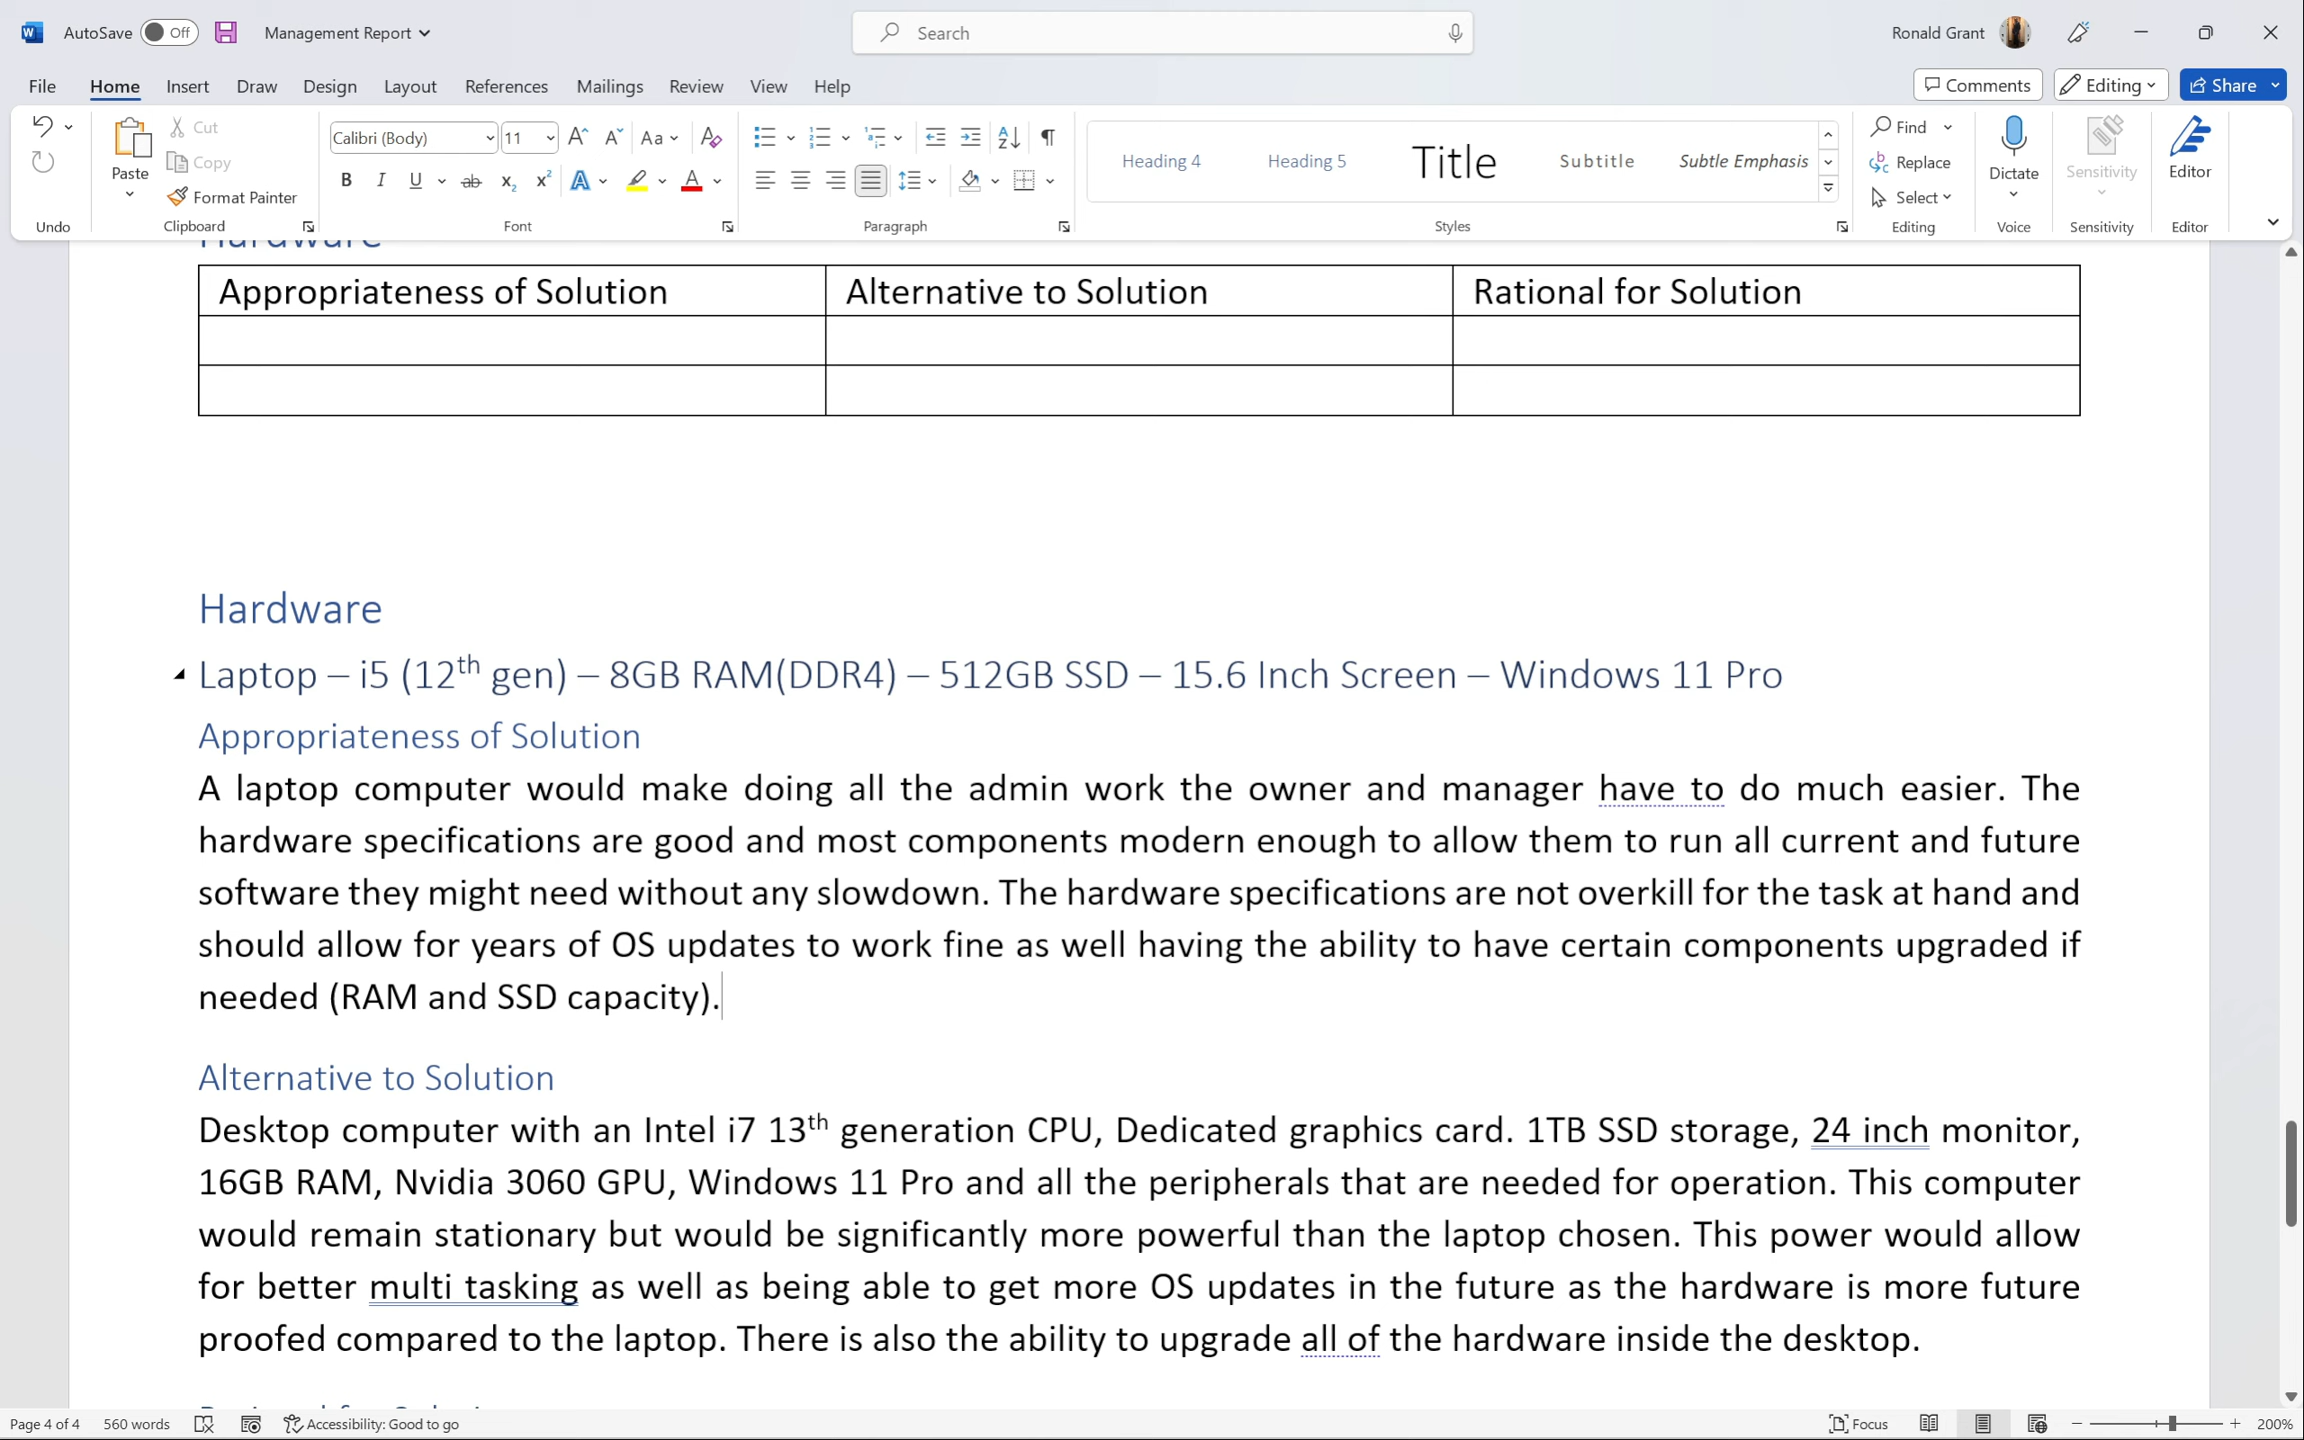 AutoSave Off Management Report Search Ronald Grant
File Home Insert Draw Design Layout References Mailings Review View Help Comments Editing Share
Paste Cut Copy Format Painter
Calibri (Body) 11 Aa
Heading 4 Heading 5 Title Subtitle Subtle Emphasis
Find Replace Select
Dictate Sensitivity Editor
Undo Clipboard Font Paragraph Styles Editing Voice Sensitivity Editor
Hardware
Appropriateness of Solution Alternative to Solution Rational for Solution
Hardware
Laptop – i5 (12th gen) – 8GB RAM(DDR4) – 512GB SSD – 15.6 Inch Screen – Windows 11 Pro
Appropriateness of Solution
A laptop computer would make doing all the admin work the owner and manager have to do much easier. The
hardware specifications are good and most components modern enough to allow them to run all current and future
software they might need without any slowdown. The hardware specifications are not overkill for the task at hand and
should allow for years of OS updates to work fine as well having the ability to have certain components upgraded if
needed (RAM and SSD capacity).
Alternative to Solution
Desktop computer with an Intel i7 13th generation CPU, Dedicated graphics card. 1TB SSD storage, 24 inch monitor,
16GB RAM, Nvidia 3060 GPU, Windows 11 Pro and all the peripherals that are needed for operation. This computer
would remain stationary but would be significantly more powerful than the laptop chosen. This power would allow
for better multi tasking as well as being able to get more OS updates in the future as the hardware is more future
proofed compared to the laptop. There is also the ability to upgrade all of the hardware inside the desktop.
Page 4 of 4 560 words Accessibility: Good to go Focus 200%